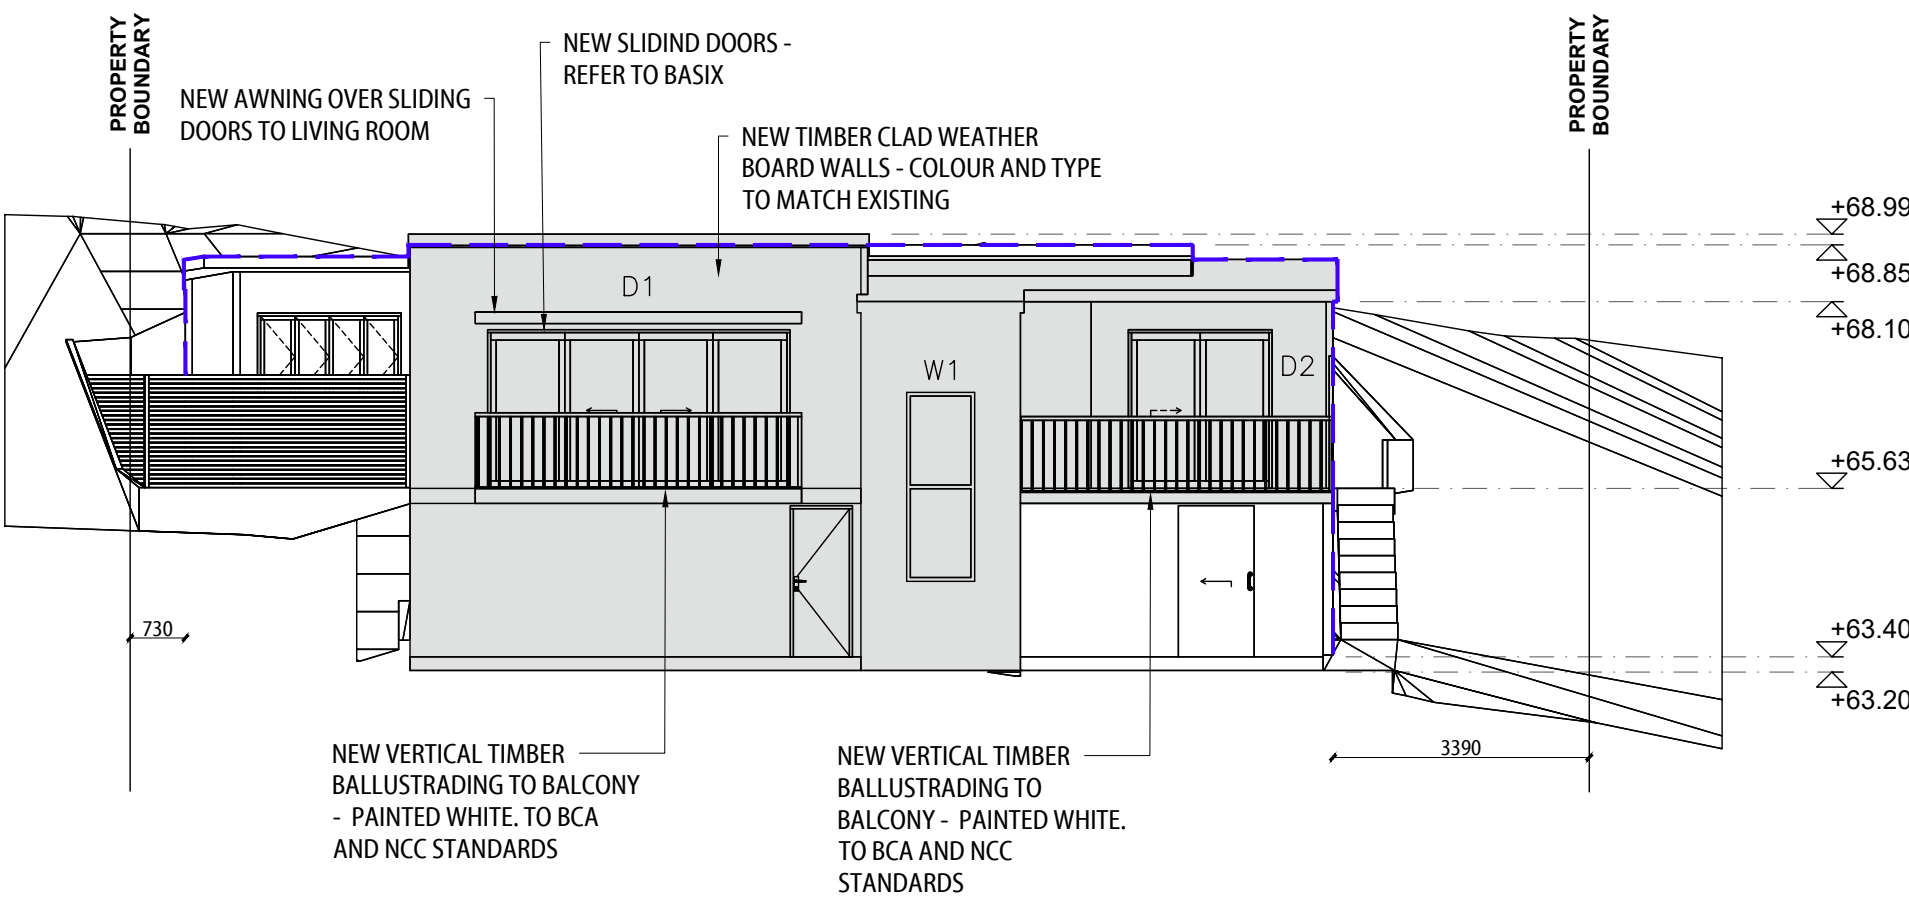 PROPERTY
BOUNDARY
NEW AWNING OVER SLIDING
DOORS TO LIVING ROOM
NEW SLIDIND DOORS -
REFER TO BASIX
NEW TIMBER CLAD WEATHER
BOARD WALLS - COLOUR AND TYPE
TO MATCH EXISTING
PROPERTY
BOUNDARY
+68.99
+68.85
+68.10
+65.63
+63.40
+63.20
D1
W1
D2
730
3390
NEW VERTICAL TIMBER
BALLUSTRADING TO BALCONY
- PAINTED WHITE. TO BCA
AND NCC STANDARDS
NEW VERTICAL TIMBER
BALLUSTRADING TO
BALCONY - PAINTED WHITE.
TO BCA AND NCC
STANDARDS